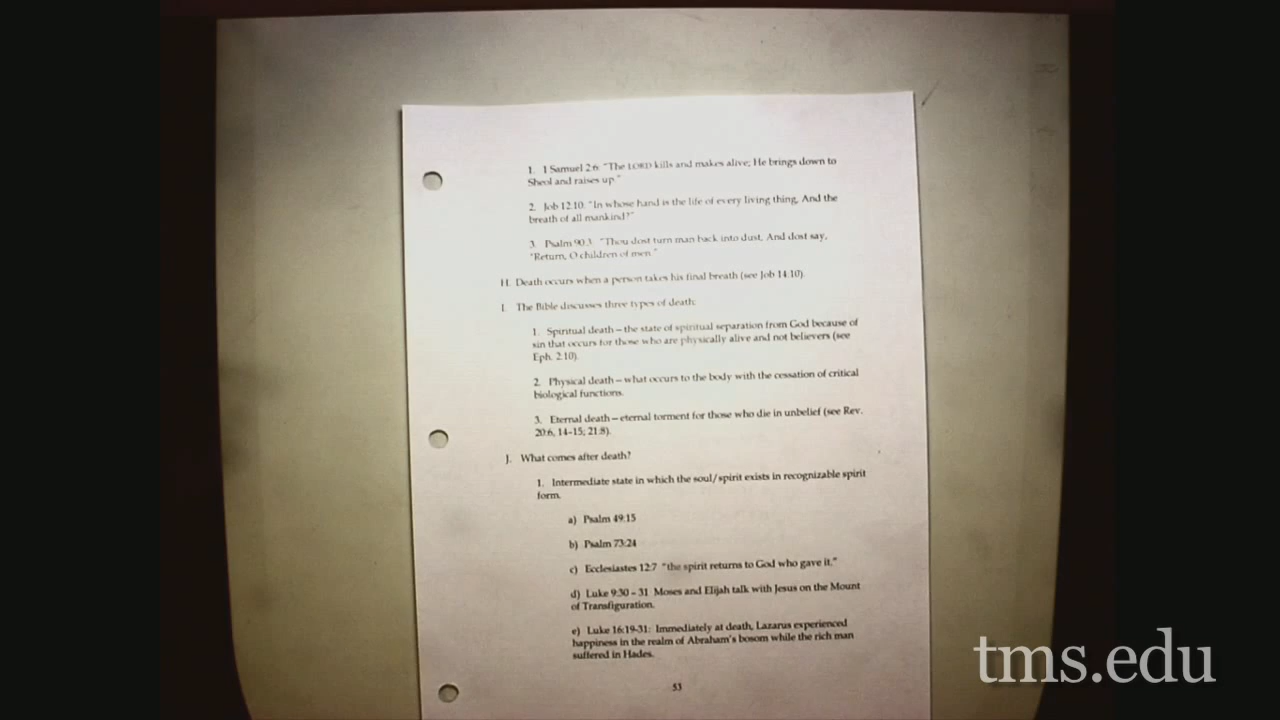 1. 1 Samuel 2:6: "The LORD kills and makes alive; He brings down to
Sheol and raises up."
2. Job 12:10: "In whose hand is the life of every living thing, And the
breath of all mankind?"
3. Psalm 90:3 "Thou dost turn man back into dust, And dost say,
"Return, O children of men"
H. Death occurs when a person takes his final breath (see Job 14:10).
I. The Bible discusses three types of death:
1. Spiritual death – the state of spiritual separation from God because of
sin that occurs for those who are physically alive and not believers (see
Eph. 2:10).
2. Physical death – what occurs to the body with the cessation of critical
biological functions.
3. Eternal death – eternal torment for those who die in unbelief (see Rev.
20:6, 14–15; 21:8).
J. What comes after death?
1. Intermediate state in which the soul/spirit exists in recognizable spirit
form.
a) Psalm 49:15
b) Psalm 73:24
c) Ecclesiastes 12:7 "the spirit returns to God who gave it."
d) Luke 9:30 – 31 Moses and Elijah talk with Jesus on the Mount
of Transfiguration.
e) Luke 16:19-31: Immediately at death, Lazarus experienced
happiness in the realm of Abraham's bosom while the rich man
suffered in Hades.
53
tms.edu